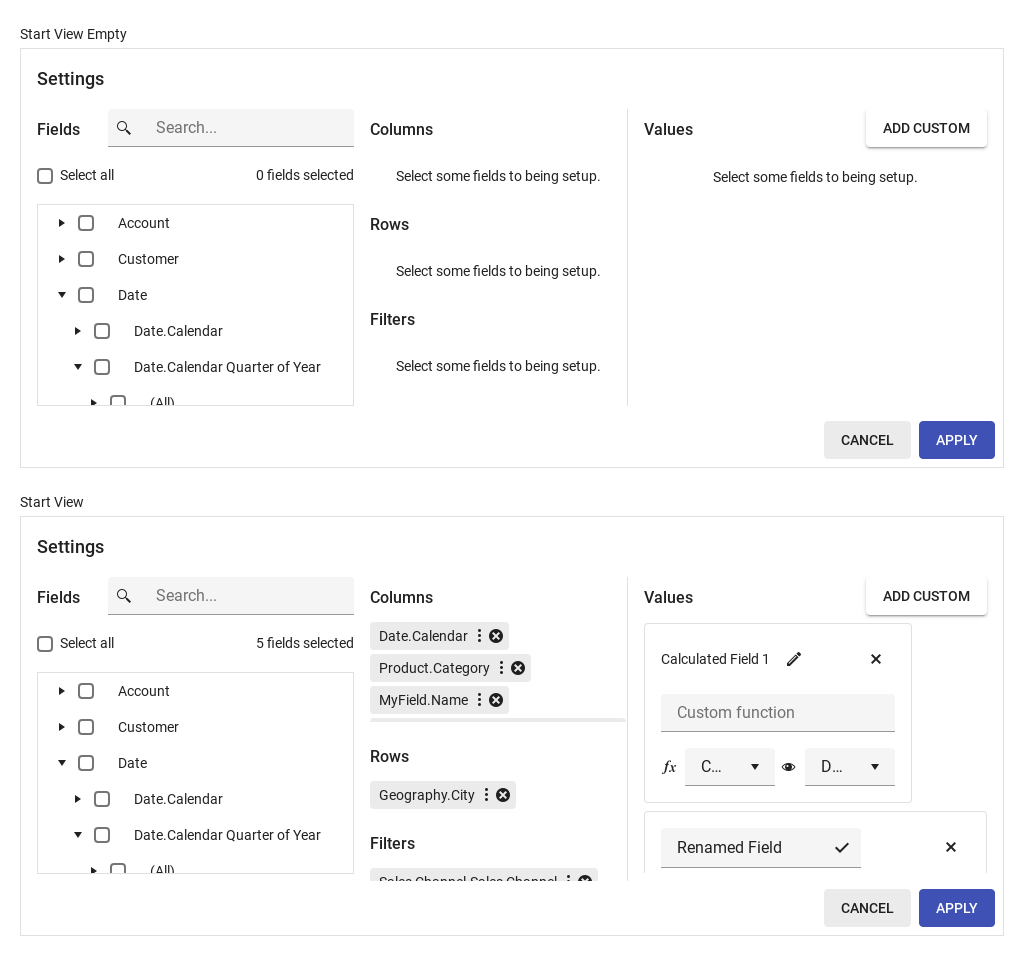 Start View Empty
Settings
Fields
Search...
Select all
0 fields selected
Account
Customer
Date
Date.Calendar
Date.Calendar Quarter of Year
(All)
Columns
Select some fields to being setup.
Rows
Select some fields to being setup.
Filters
Select some fields to being setup.
Values
ADD CUSTOM
Select some fields to being setup.
CANCEL
APPLY
Start View
Settings
Fields
Search...
Select all
5 fields selected
Account
Customer
Date
Date.Calendar
Date.Calendar Quarter of Year
(All)
Columns
Date.Calendar
Product.Category
MyField.Name
Rows
Geography.City
Filters
Sales Channel.Sales Channel
Values
ADD CUSTOM
Calculated Field 1
Custom function
fx
C...
D...
Renamed Field
CANCEL
APPLY